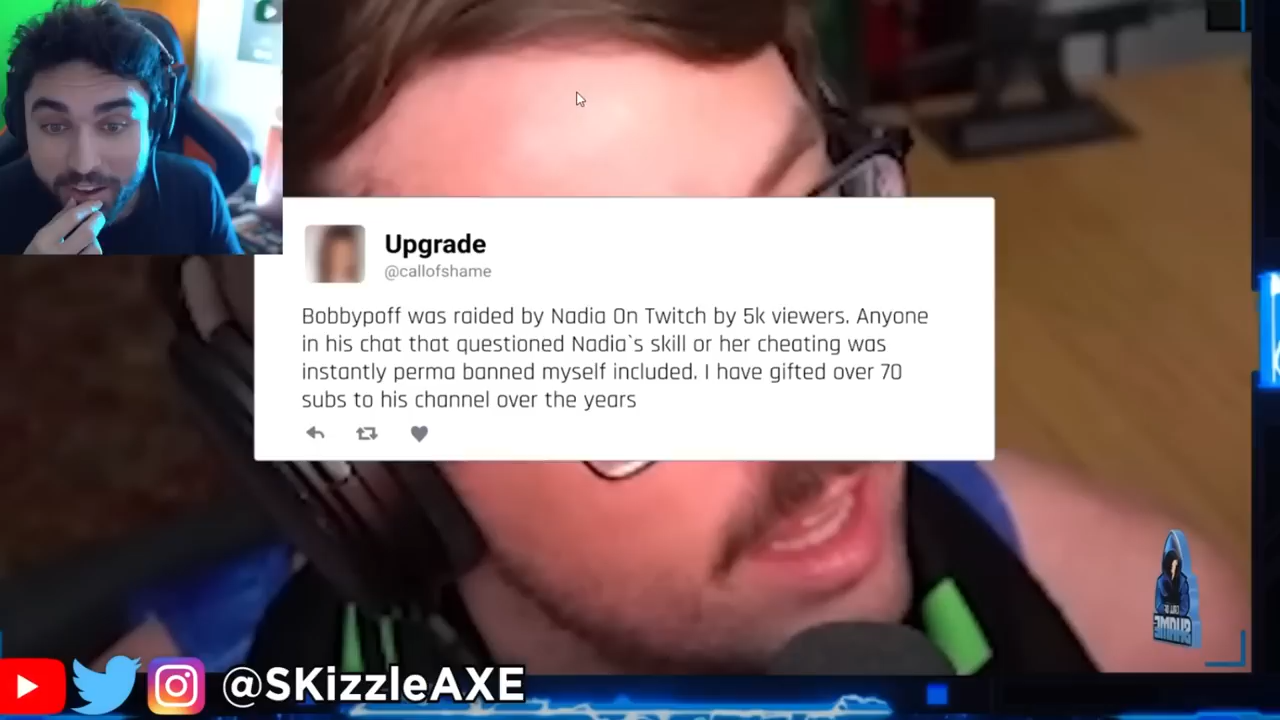 Upgrade
@callofshame
Bobbypoff was raided by Nadia On Twitch by 5k viewers. Anyone
in his chat that questioned Nadia`s skill or her cheating was
instantly perma banned myself included. I have gifted over 70
subs to his channel over the years
SHAME
@SKizzleAXE